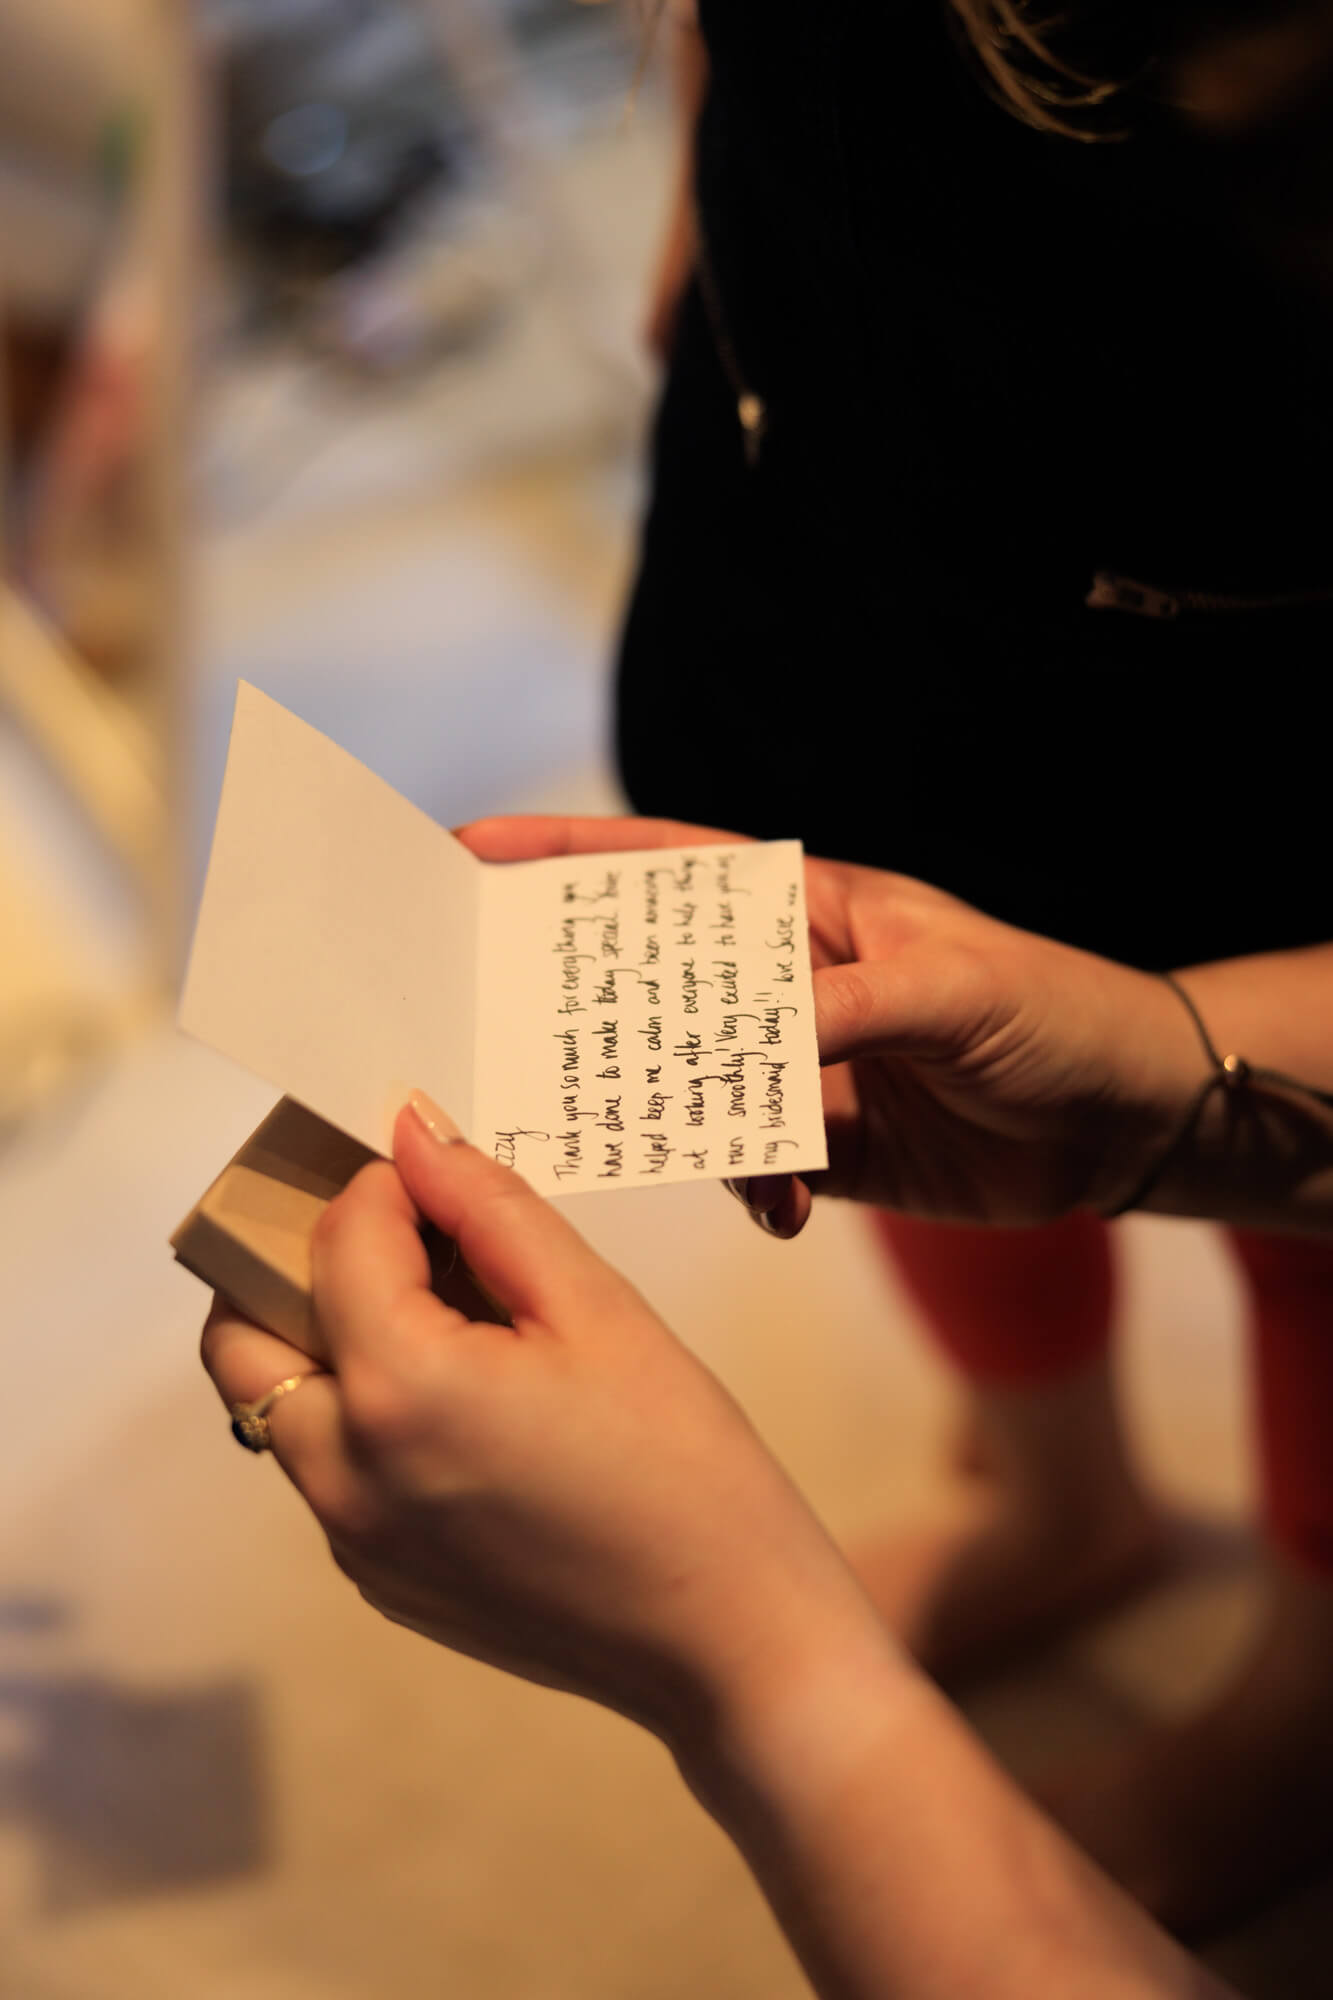 zzy
Thank you so much for everything you
have done to make today special. You've
helped keep me calm and been amazing
at looking after everyone to help things
run smoothly! Very excited to have you as
my bridesmaid today!! love Susie xxx